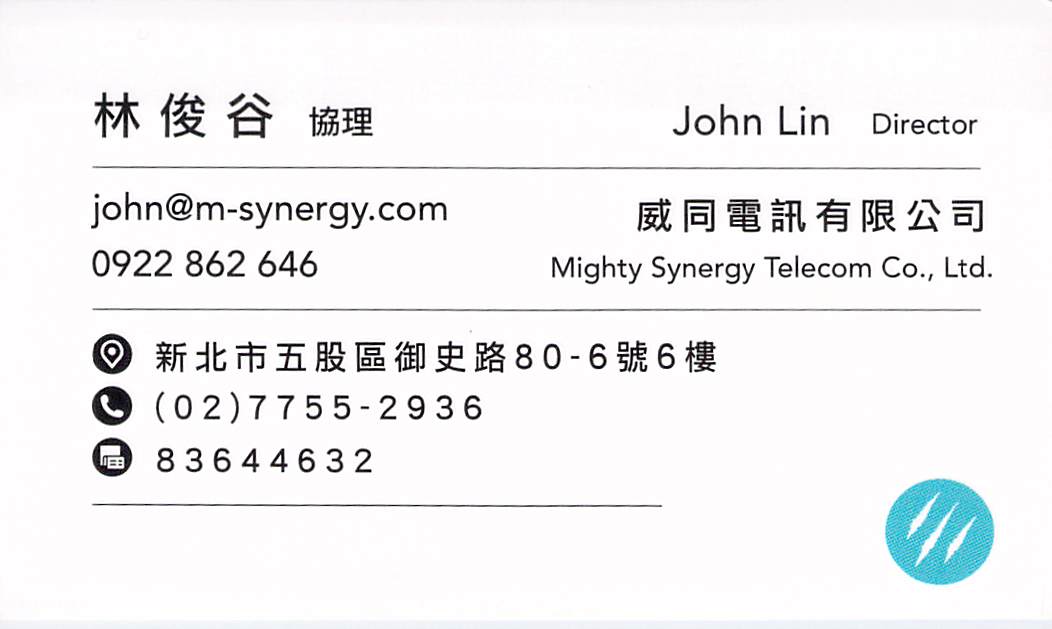 林俊谷 協理 John Lin Director
john@m-synergy.com
0922 862 646
威同電訊有限公司
Mighty Synergy Telecom Co., Ltd.
新北市五股區御史路80-6號6樓
(02)7755-2936
83644632